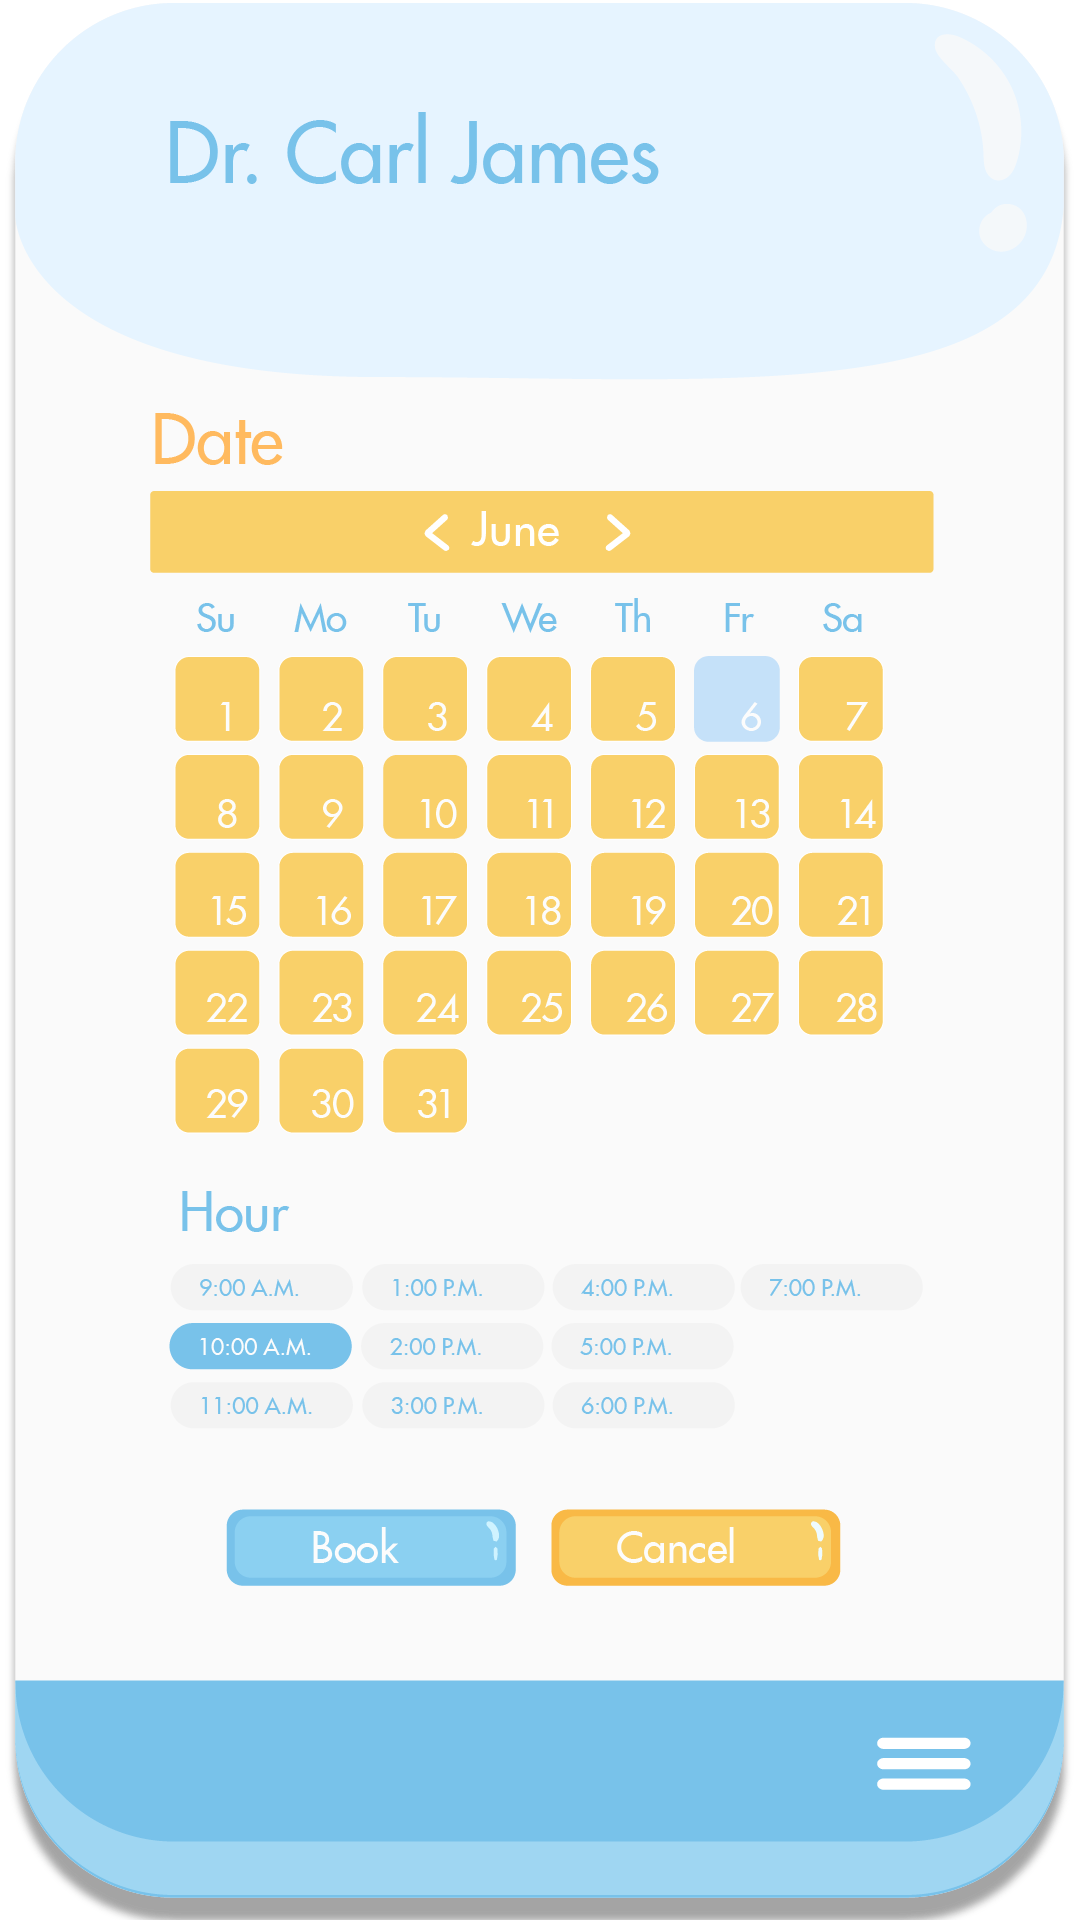 Dr. Carl James
Date
June
Su Mo Tu We Th Fr Sa
1 2 3 4 5 6 7
8 9 10 11 12 13 14
15 16 17 18 19 20 21
22 23 24 25 26 27 28
29 30 31
Hour
9:00 A.M. 1:00 P.M. 4:00 P.M. 7:00 P.M.
10:00 A.M. 2:00 P.M. 5:00 P.M.
11:00 A.M. 3:00 P.M. 6:00 P.M.
Book Cancel